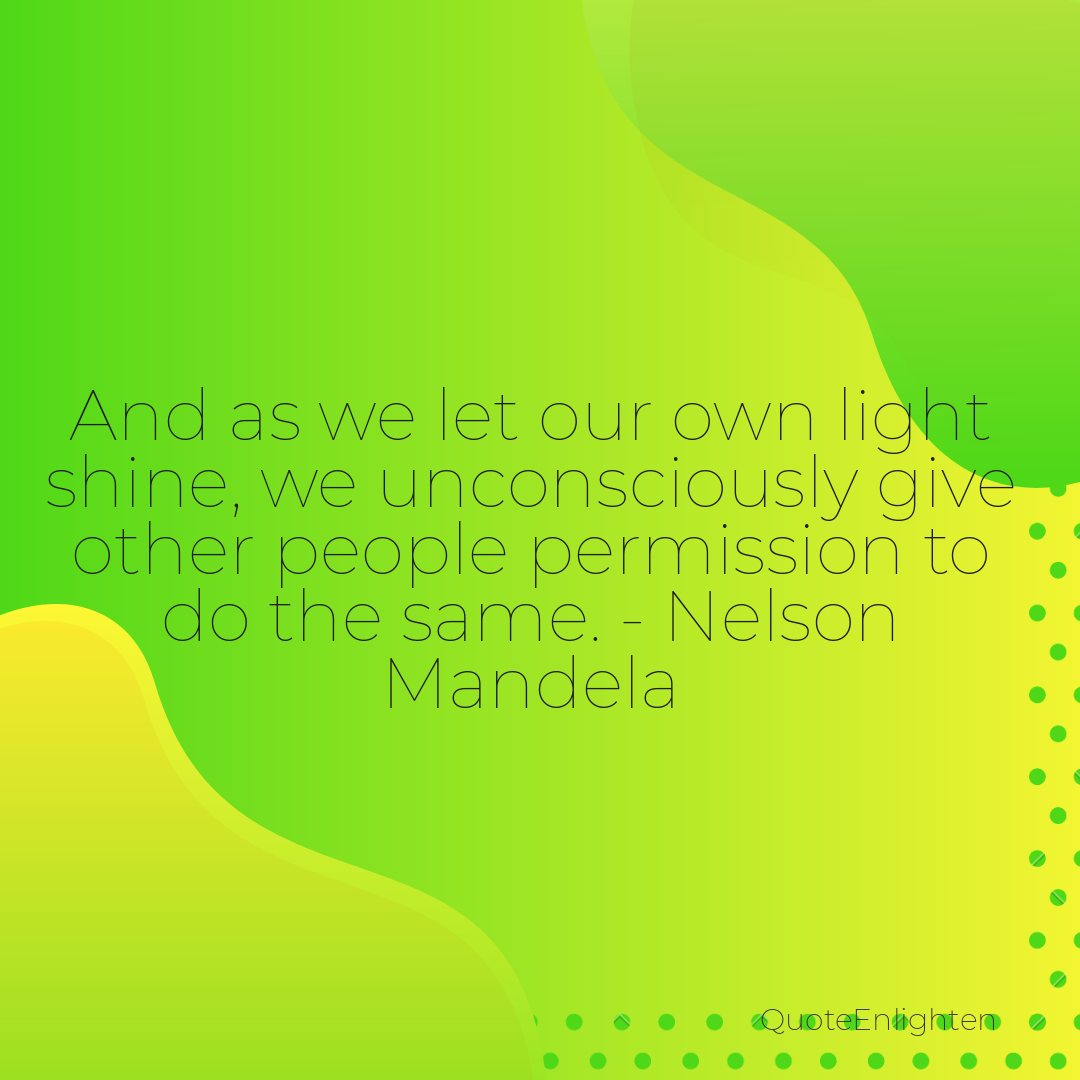 And as we let our own light
shine, we unconsciously give
other people permission to
do the same. - Nelson
Mandela
QuoteEnlighten